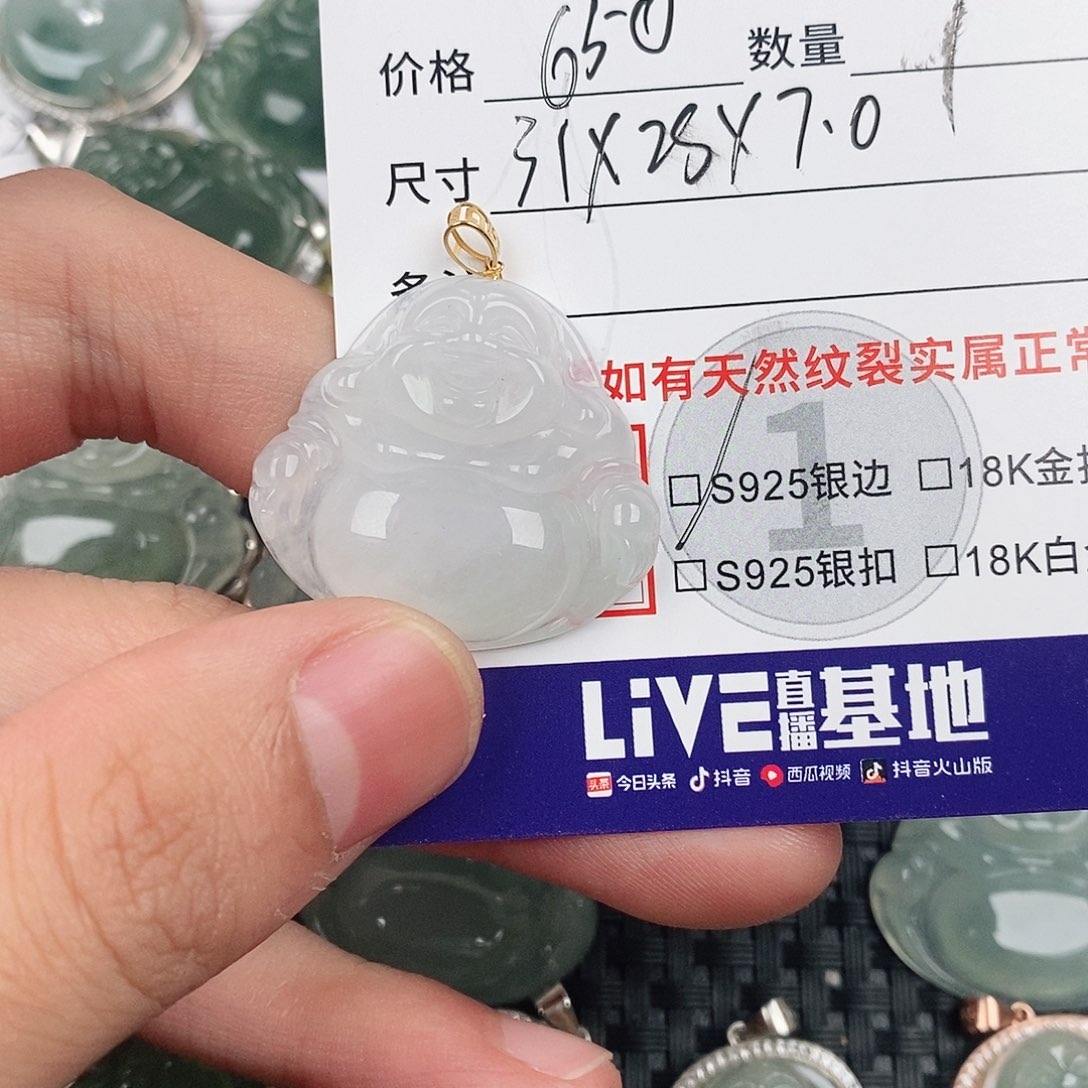 价格 650 数量 1
尺寸 31X28X7.0
如有天然纹裂实属正常
1
□S925银边 □18K金
□S925银扣 □18K白
LiVE直播基地
头条 今日头条 抖音 西瓜视频 抖音火山版